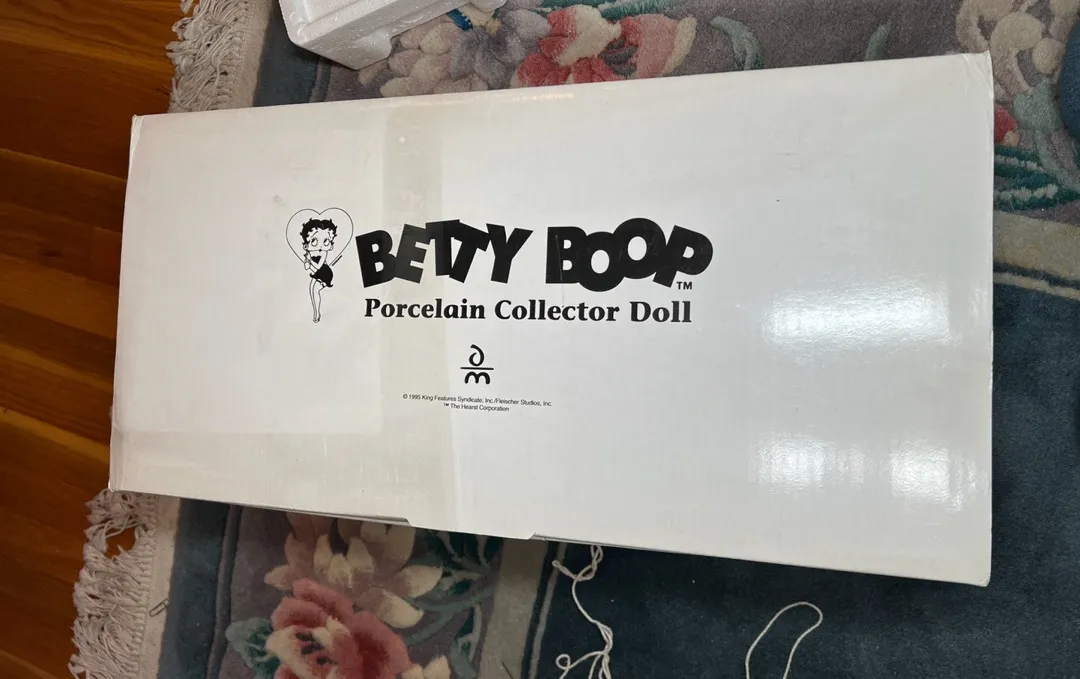 BETTY BOOP™
Porcelain Collector Doll
© 1995 King Features Syndicate, Inc./Fleischer Studios, Inc.
™ The Hearst Corporation